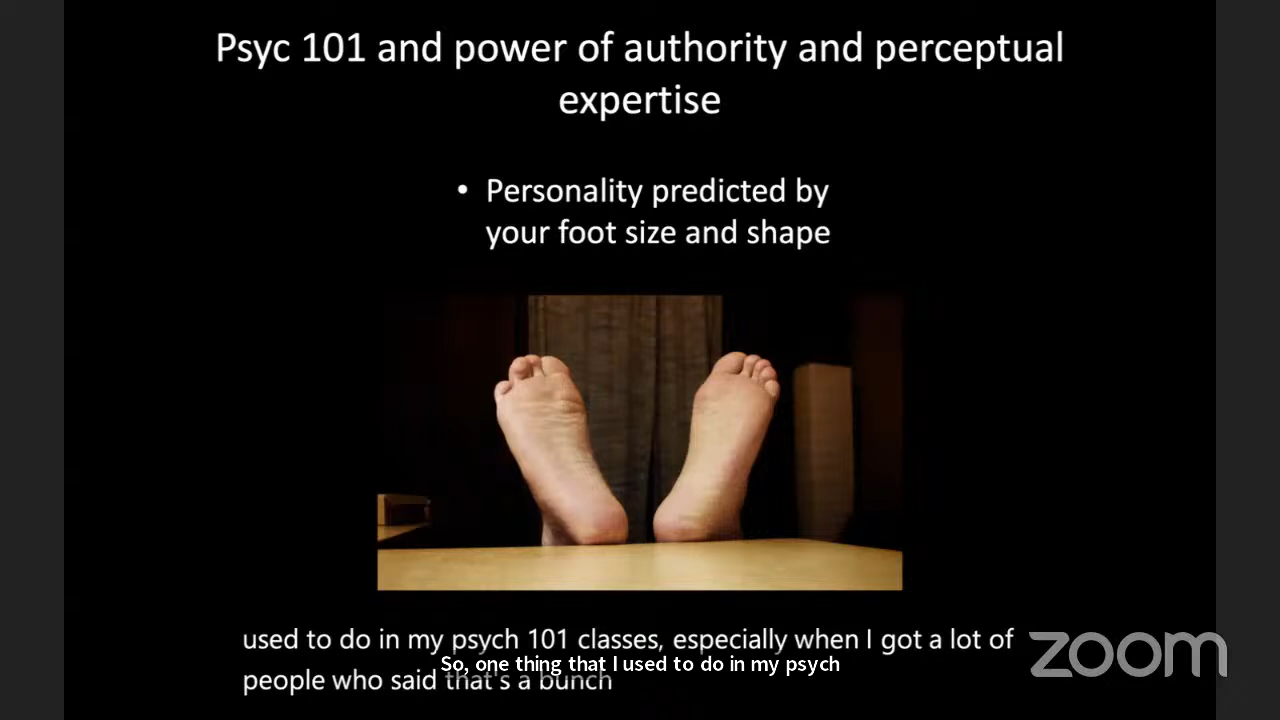 Psyc 101 and power of authority and perceptual
expertise
• Personality predicted by
your foot size and shape
used to do in my psych 101 classes, especially when I got a lot of
So, one thing that I used to do in my psych
people who said that's a bunch
zoom